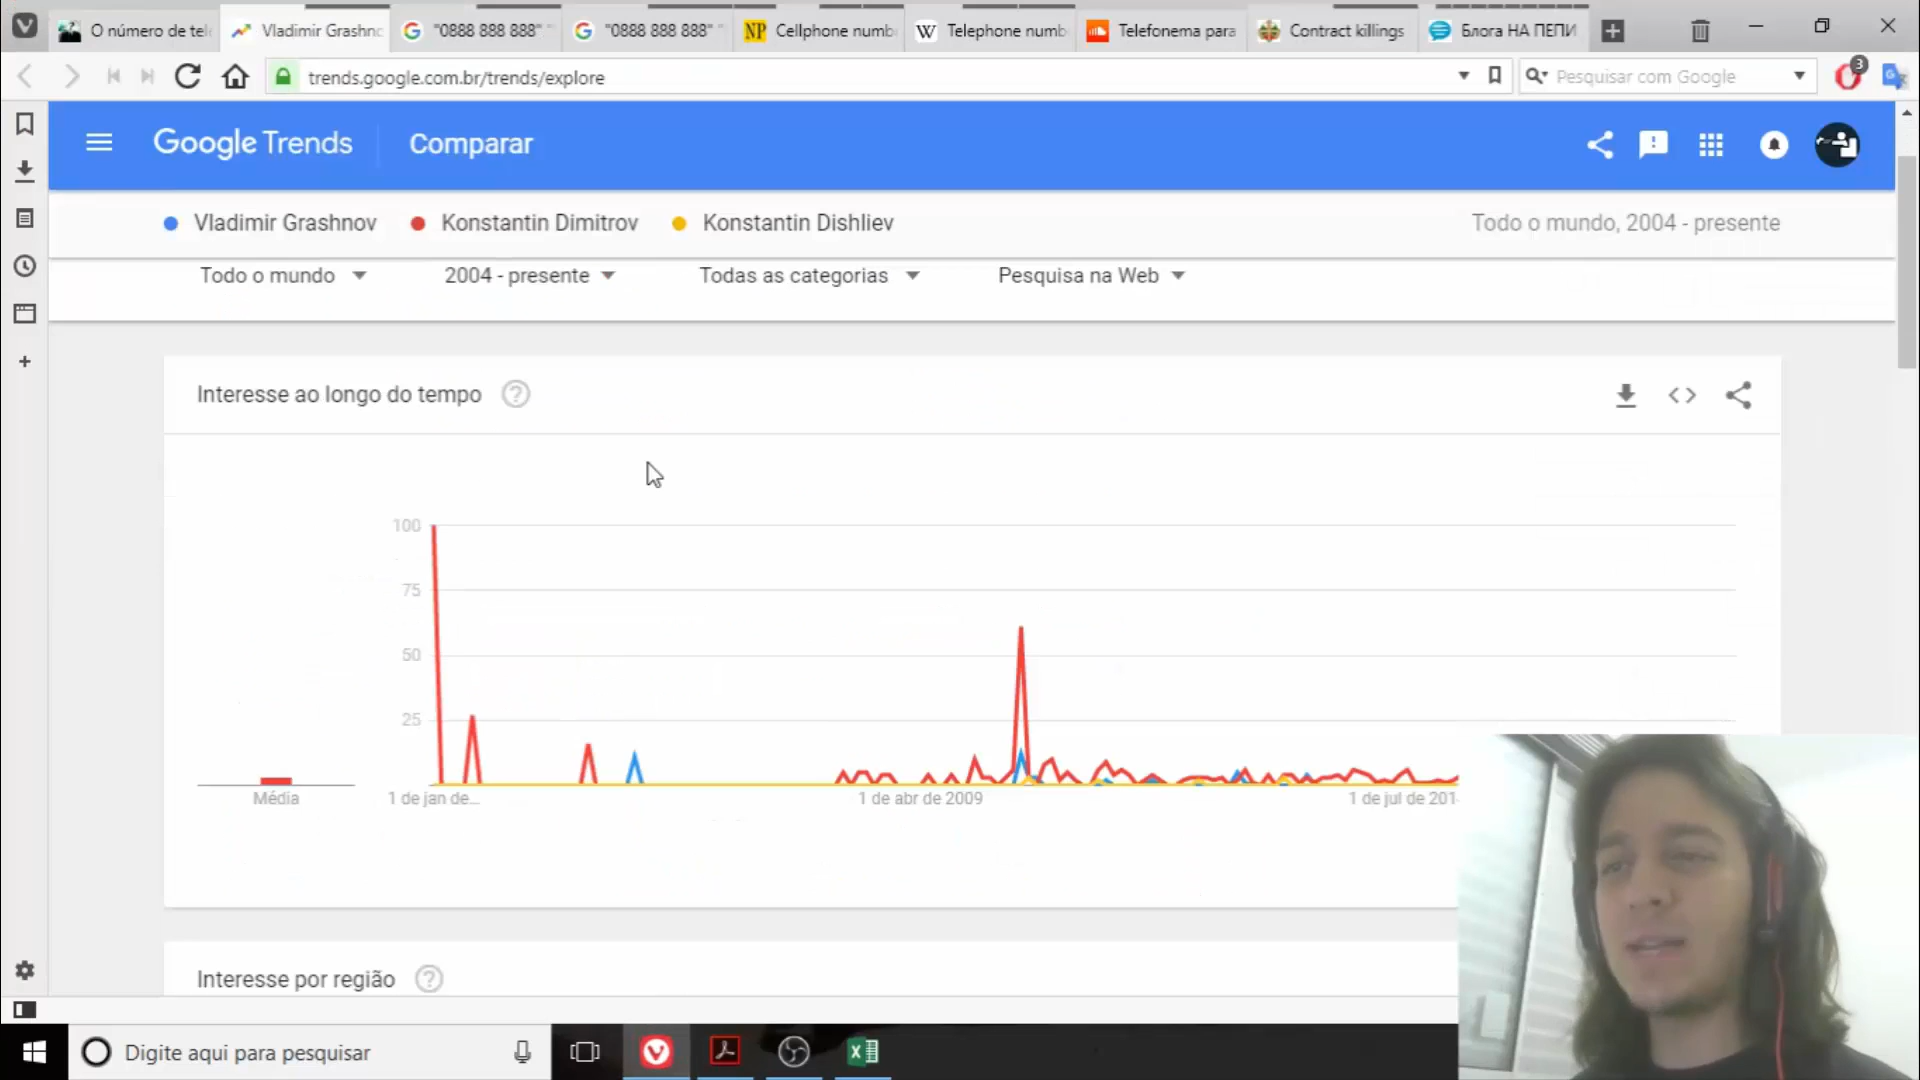 O número de tel
Vladimir Grashno
"0888 888 888"
"0888 888 888"
NP Cellphone numb
W Telephone numb
Telefonema para
Contract killings
Блога НА ПЕПИ
trends.google.com.br/trends/explore
Pesquisar com Google
3
Google Trends
Comparar
Vladimir Grashnov
Konstantin Dimitrov
Konstantin Dishliev
Todo o mundo, 2004 - presente
Todo o mundo
2004 - presente
Todas as categorias
Pesquisa na Web
Interesse ao longo do tempo ?
100
75
50
25
Média
1 de jan de...
1 de abr de 2009
1 de jul de 201
Interesse por região ?
Digite aqui para pesquisar